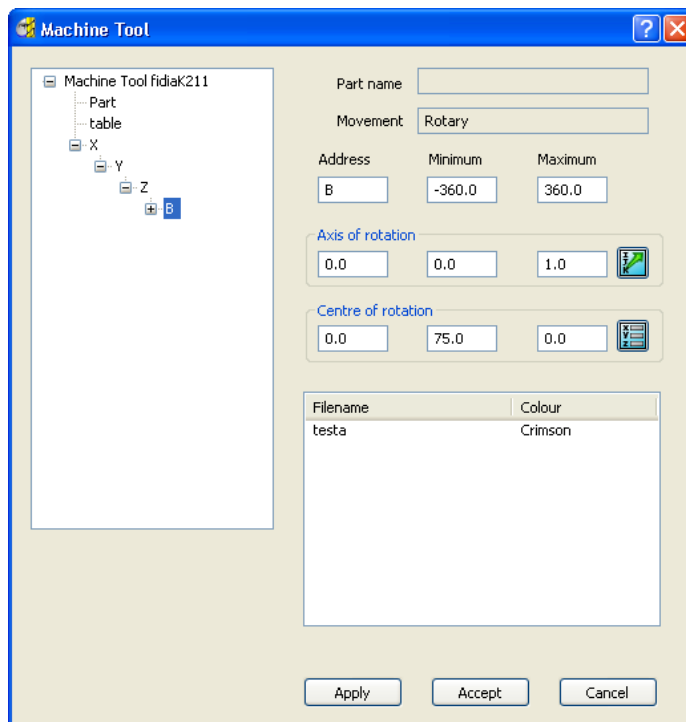 Machine Tool
Machine Tool fidiaK211
Part
table
X
Y
Z
B
Part name
Movement Rotary
Address Minimum Maximum
B -360.0 360.0
Axis of rotation
0.0 0.0 1.0 I J K
Centre of rotation
0.0 75.0 0.0 X Y Z
Filename Colour
testa Crimson
Apply Accept Cancel